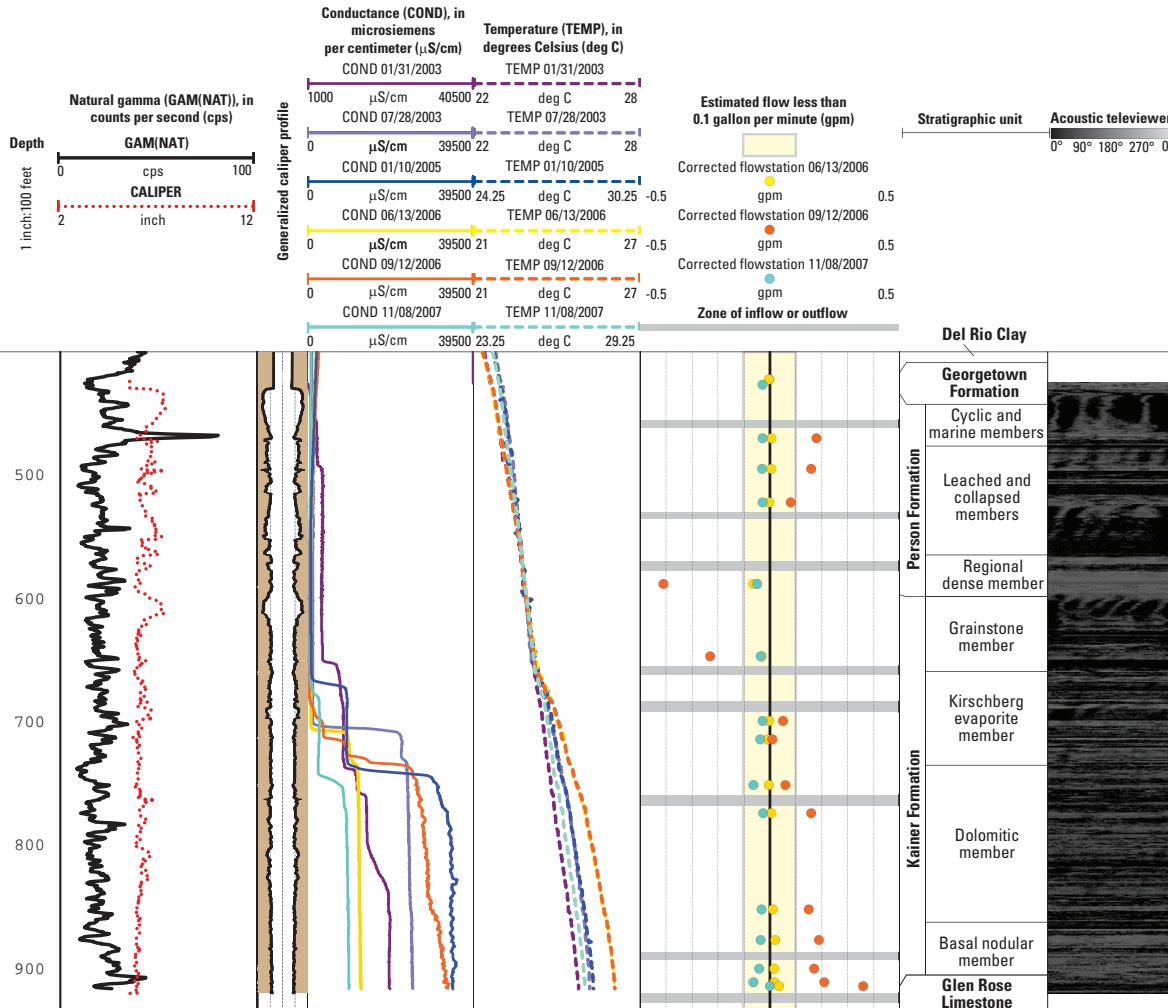 Conductance (COND), in
microsiemens
per centimeter (μS/cm)
Temperature (TEMP), in
degrees Celsius (deg C)
COND 01/31/2003
TEMP 01/31/2003
1000 μS/cm 40500 22 deg C 28
COND 07/28/2003
TEMP 07/28/2003
0 μS/cm 39500 22 deg C 28
COND 01/10/2005
TEMP 01/10/2005
0 μS/cm 39500 24.25 deg C 30.25
COND 06/13/2006
TEMP 06/13/2006
0 μS/cm 39500 21 deg C 27
COND 09/12/2006
TEMP 09/12/2006
0 μS/cm 39500 21 deg C 27
COND 11/08/2007
TEMP 11/08/2007
0 μS/cm 39500 23.25 deg C 29.25
Natural gamma (GAM(NAT)), in
counts per second (cps)
Depth
1 inch:100 feet
GAM(NAT)
0 cps 100
CALIPER
2 inch 12
Generalized caliper profile
Estimated flow less than
0.1 gallon per minute (gpm)
Corrected flowstation 06/13/2006
-0.5 gpm 0.5
Corrected flowstation 09/12/2006
-0.5 gpm 0.5
Corrected flowstation 11/08/2007
-0.5 gpm 0.5
Zone of inflow or outflow
Stratigraphic unit
Acoustic televiewer
0° 90° 180° 270° 0
500
600
700
800
900
Del Rio Clay
Georgetown
Formation
Person Formation
Cyclic and
marine members
Leached and
collapsed
members
Regional
dense member
Kainer Formation
Grainstone
member
Kirschberg
evaporite
member
Dolomitic
member
Basal nodular
member
Glen Rose
Limestone